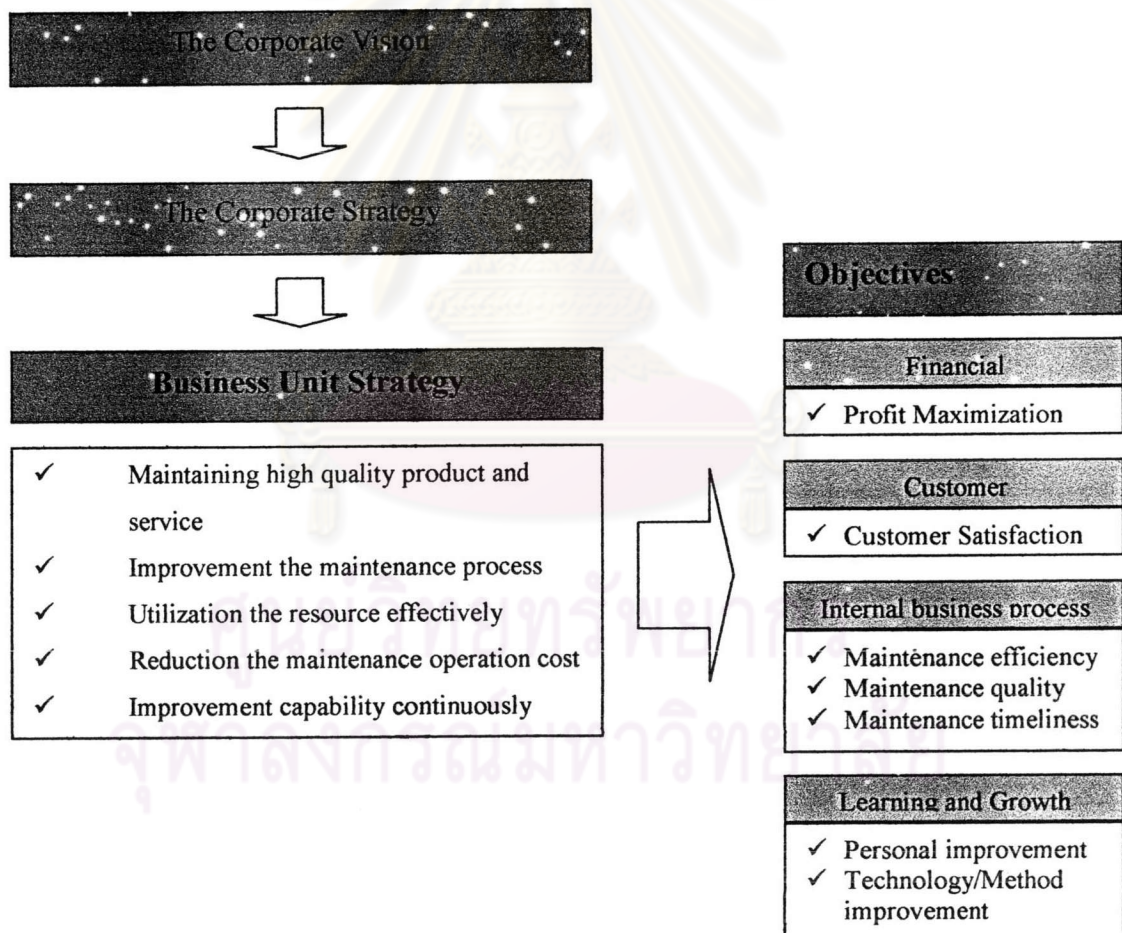 The Corporate Vision
The Corporate Strategy
Business Unit Strategy
✓ Maintaining high quality product and
service
✓ Improvement the maintenance process
✓ Utilization the resource effectively
✓ Reduction the maintenance operation cost
✓ Improvement capability continuously
Objectives
Financial
✓ Profit Maximization
Customer
✓ Customer Satisfaction
Internal business process
✓ Maintenance efficiency
✓ Maintenance quality
✓ Maintenance timeliness
Learning and Growth
✓ Personal improvement
✓ Technology/Method
improvement
ศูนย์วิทยทรัพยากร
จุฬาลงกรณ์มหาวิทยาลัย